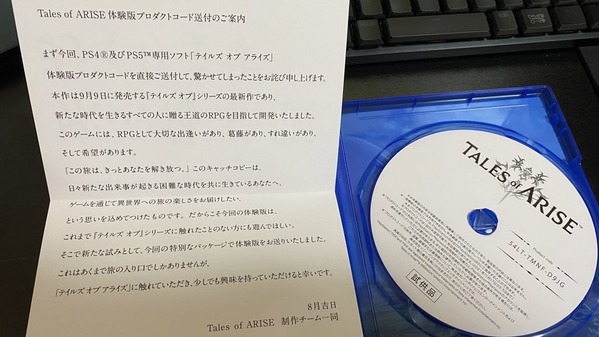 Tales of ARISE 体験版プロダクトコード送付のご案内
まず今回、PS4®及びPS5™専用ソフト「テイルズ オブ アライズ」
体験版プロダクトコードを直接ご送付して、驚かせてしまったことをお詫び申し上げます。
本作は9月9日に発売する『テイルズ オブ』シリーズの最新作であり、
新たな時代を生きるすべての人に贈る王道のRPGを目指して開発いたしました。
このゲームには、RPGとして大切な出逢いがあり、葛藤があり、すれ違いがあり、
そして希望があります。
「この旅は、きっとあなたを解き放つ。」このキャッチコピーは、
日々新たな出来事が起きる困難な時代を共に生きているあなたへ、
ゲームを通じて異世界への旅の楽しさをお届けしたい、
という思いを込めてつけたものです。だからこそ今回の体験版は、
これまで『テイルズ オブ』シリーズに触れたことのない方にも遊んでほしい。
そこで新たな試みとして、今回の特別なパッケージで体験版をお送りいたしました。
これはあくまで旅の入り口でしかありませんが、
「テイルズ オブ アライズ」に触れていただき、少しでも興味を持っていただけると幸いです。
8月吉日
Tales of ARISE 制作チーム一同
TALES of ARISE™
Product code
S4LT-TMNF-D9JG
試供品